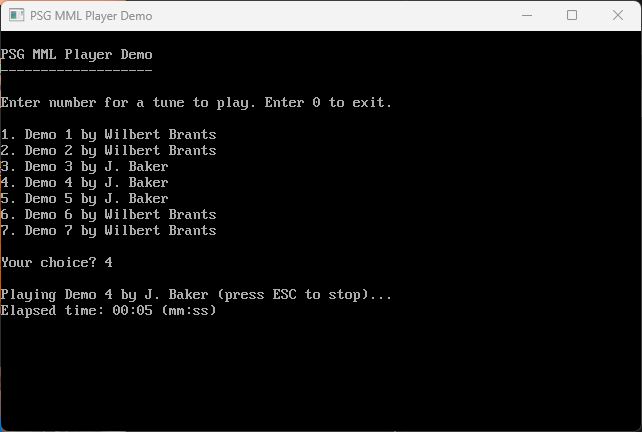 PSG MML Player Demo
PSG MML Player Demo
-------------------
Enter number for a tune to play. Enter 0 to exit.
1. Demo 1 by Wilbert Brants
2. Demo 2 by Wilbert Brants
3. Demo 3 by J. Baker
4. Demo 4 by J. Baker
5. Demo 5 by J. Baker
6. Demo 6 by Wilbert Brants
7. Demo 7 by Wilbert Brants
Your choice? 4
Playing Demo 4 by J. Baker (press ESC to stop)...
Elapsed time: 00:05 (mm:ss)